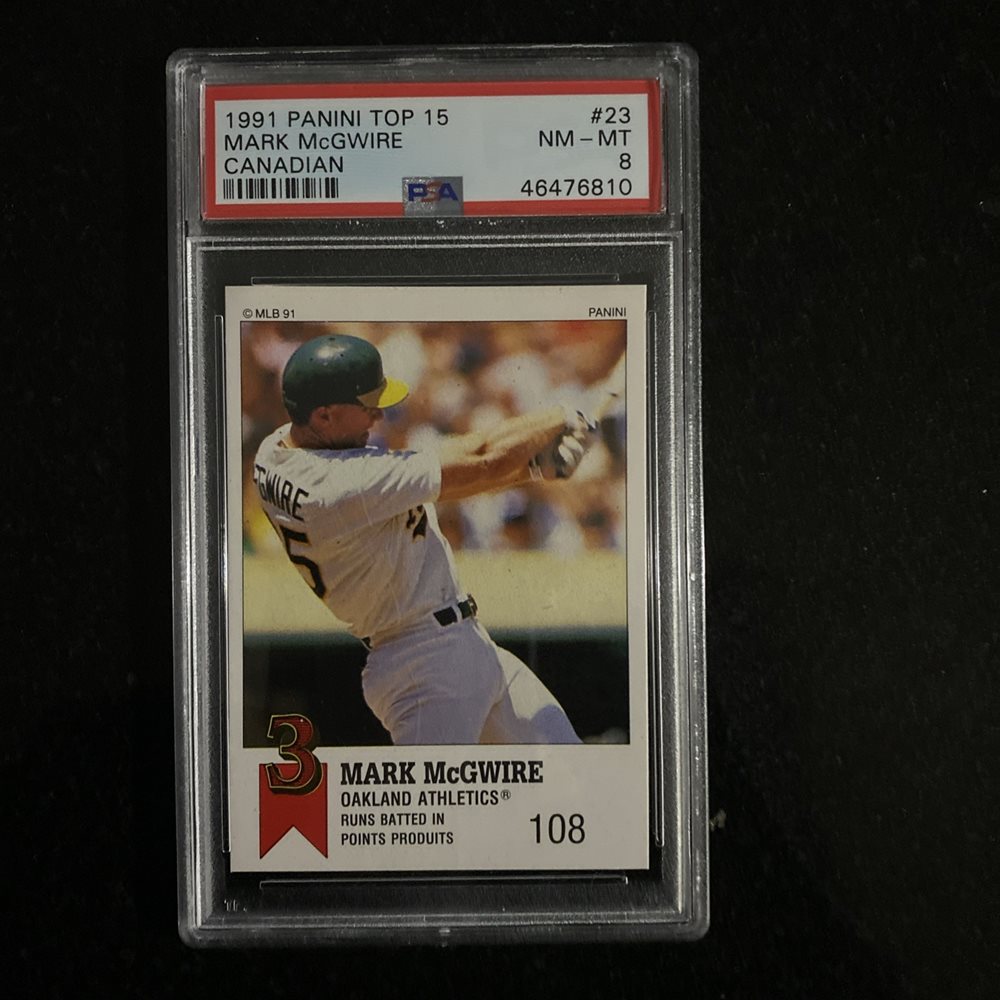 1991 PANINI TOP 15 #23
MARK McGWIRE NM - MT
CANADIAN 8
PSA 46476810
© MLB 91 PANINI
GWIRE
5
3
MARK McGWIRE
OAKLAND ATHLETICS®
RUNS BATTED IN
POINTS PRODUITS 108